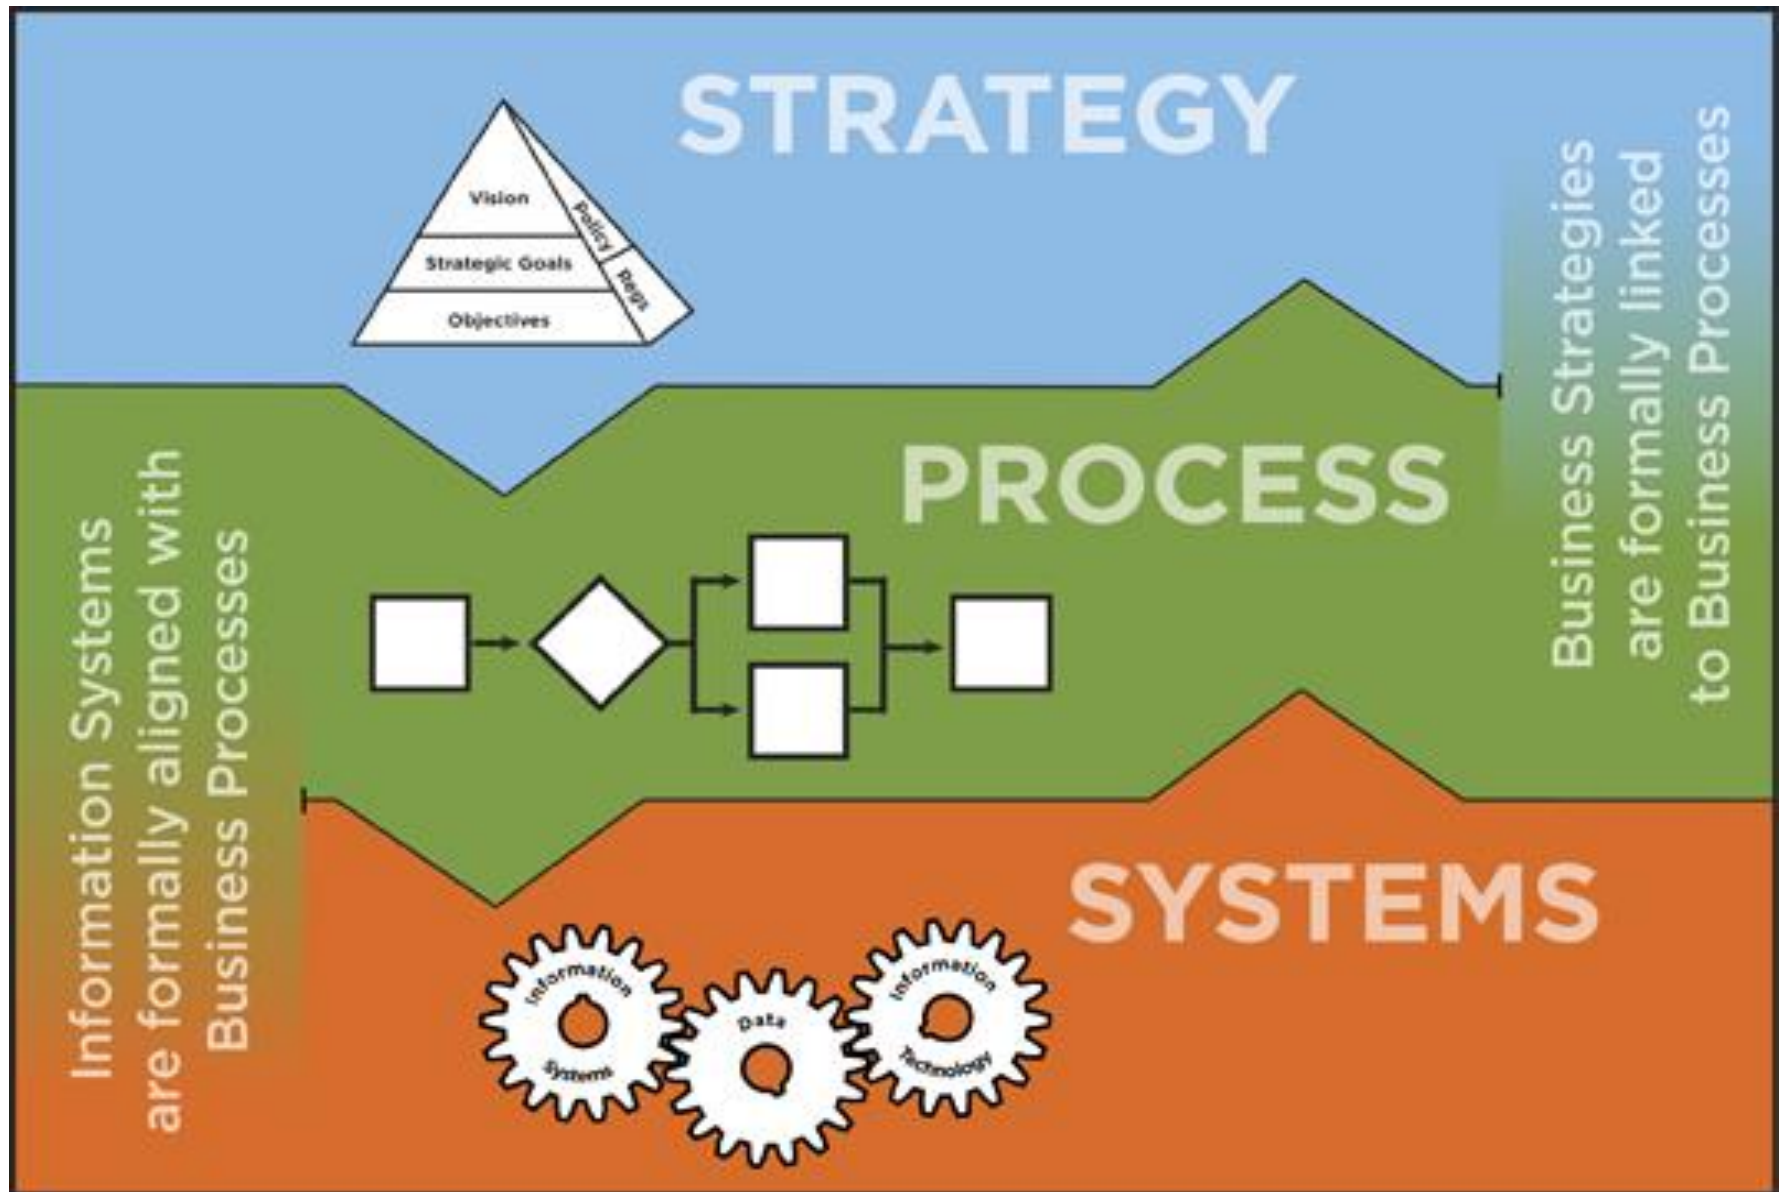 STRATEGY
Vision
Strategic Goals
Objectives
Policy
Regs
Business Strategies
are formally linked
to Business Processes
PROCESS
Information Systems
are formally aligned with
Business Processes
SYSTEMS
Information
Systems
Data
Information
Technology